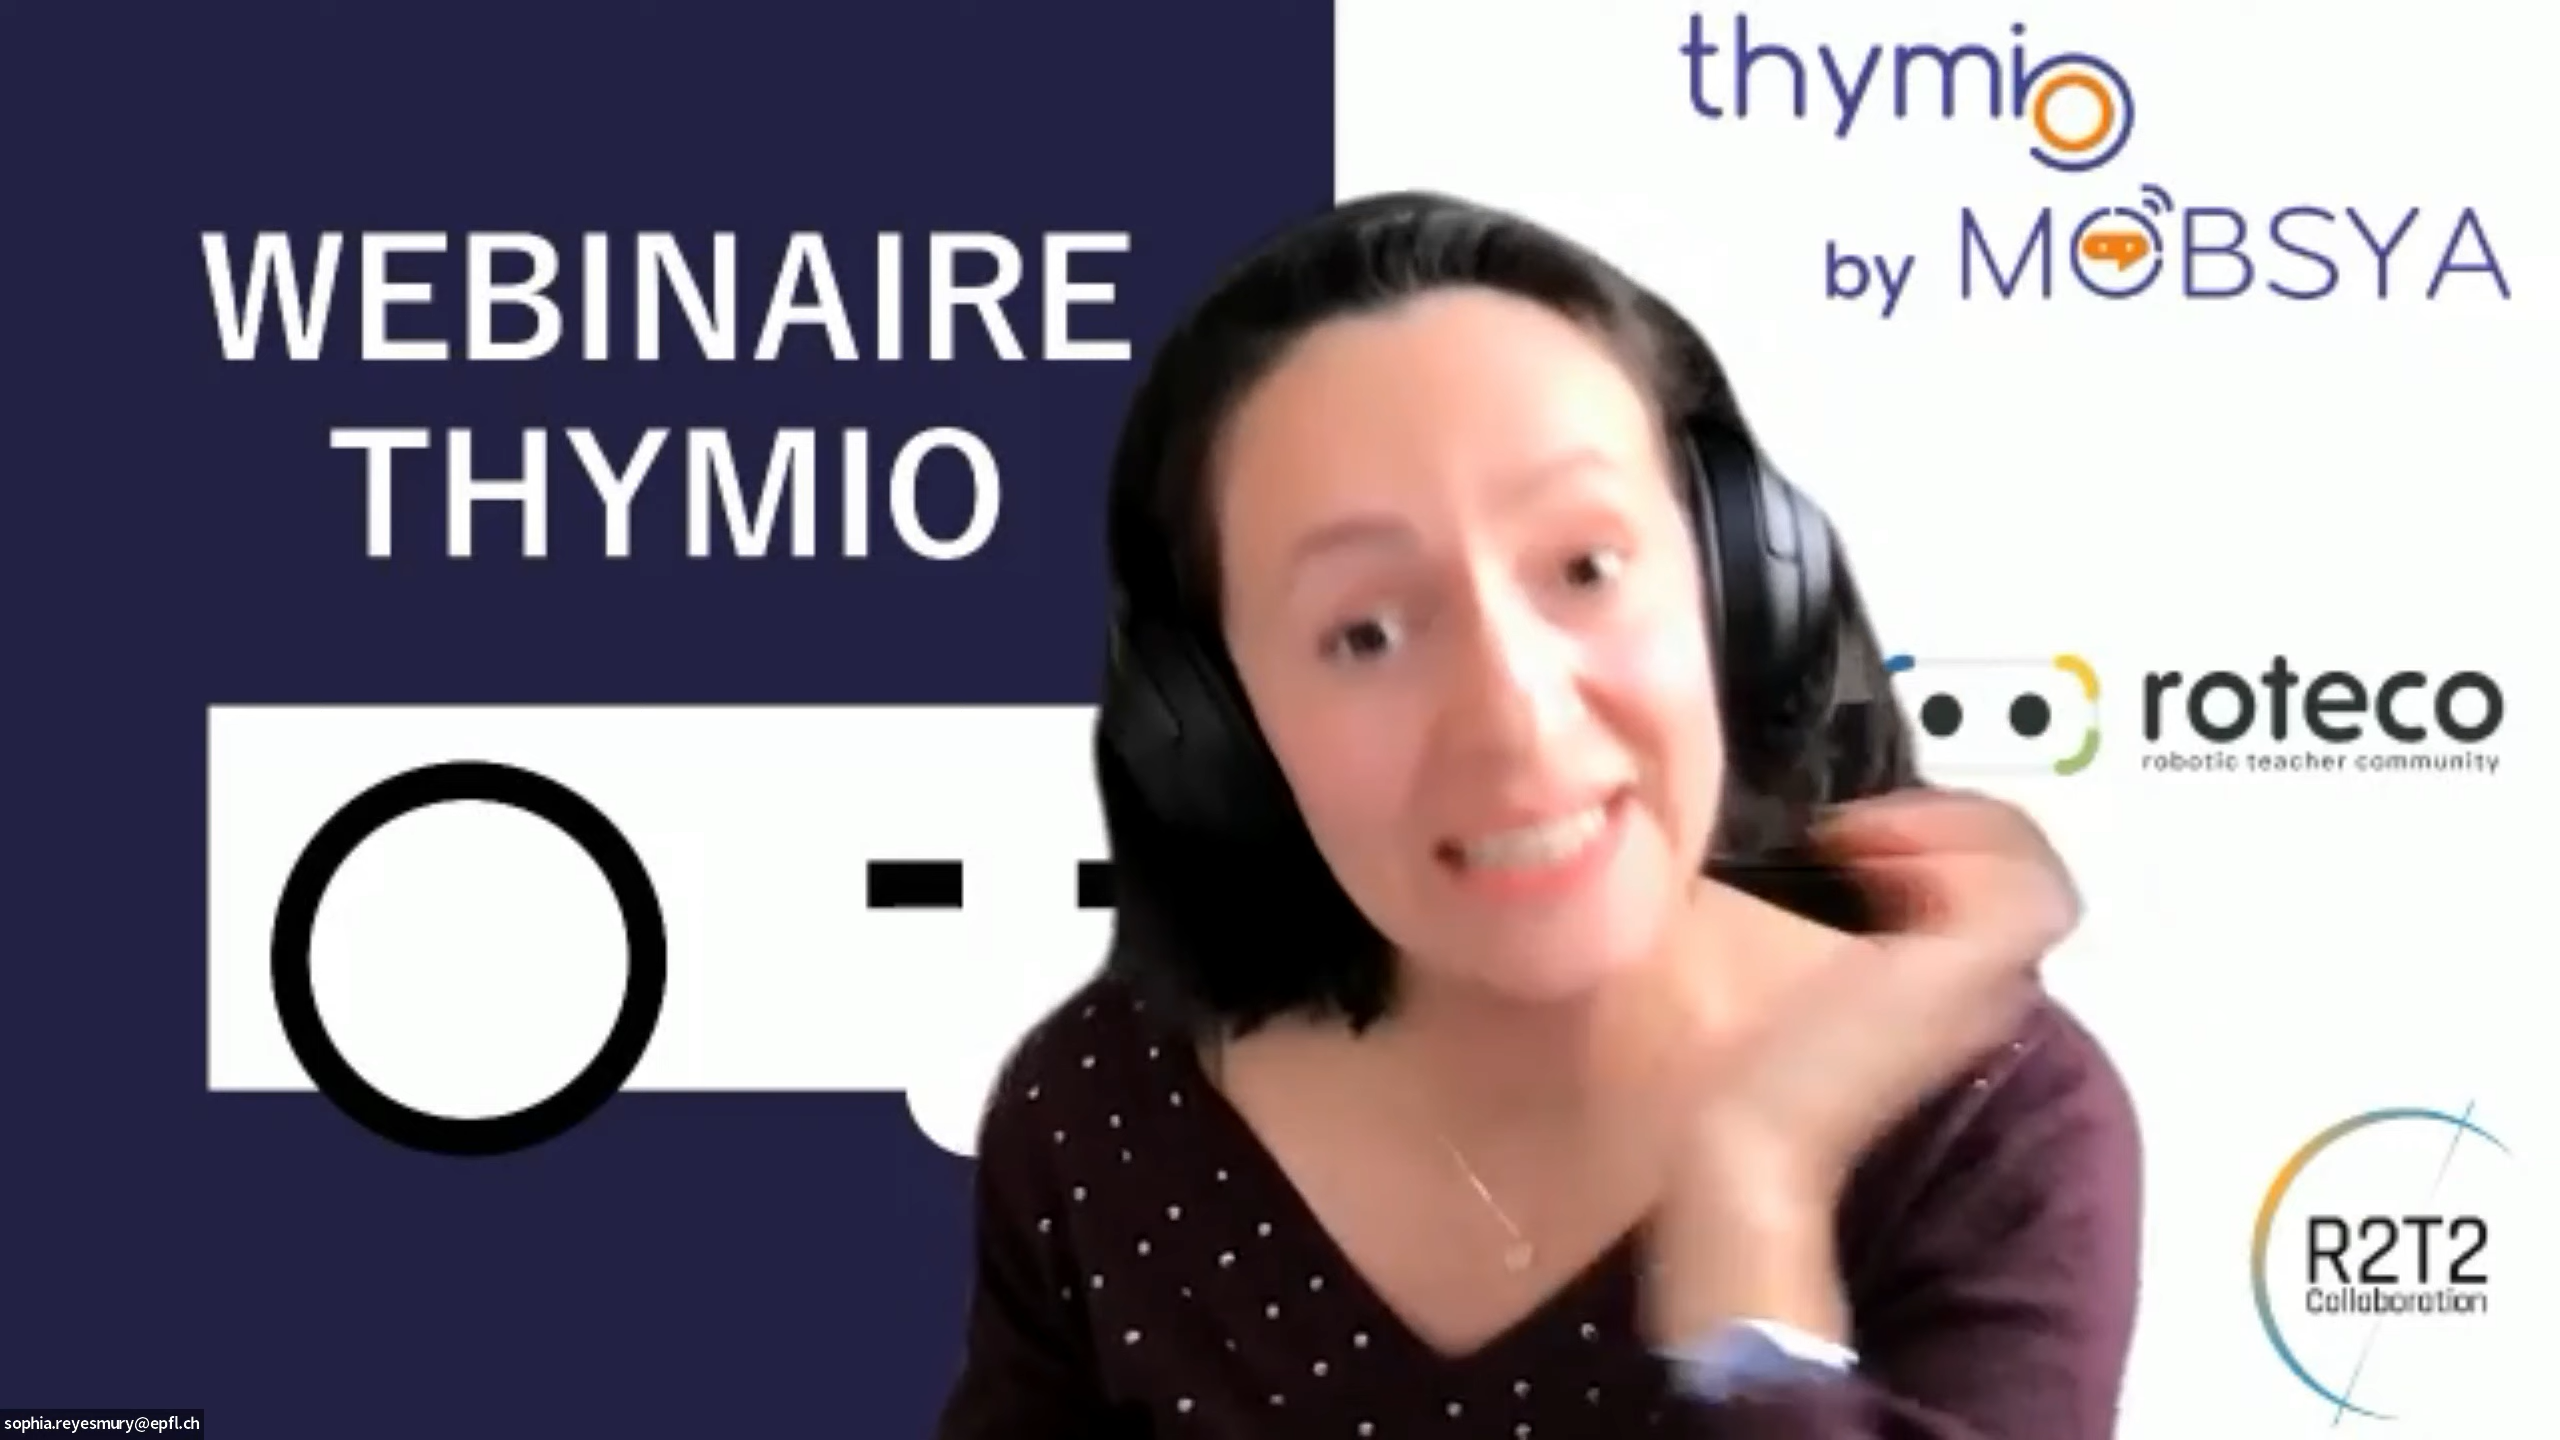 WEBINAIRE
THYMIO
thymio
by MOBSYA
roteco
robotic teacher community
R2T2
Collaboration
sophia.reyesmury@epfl.ch